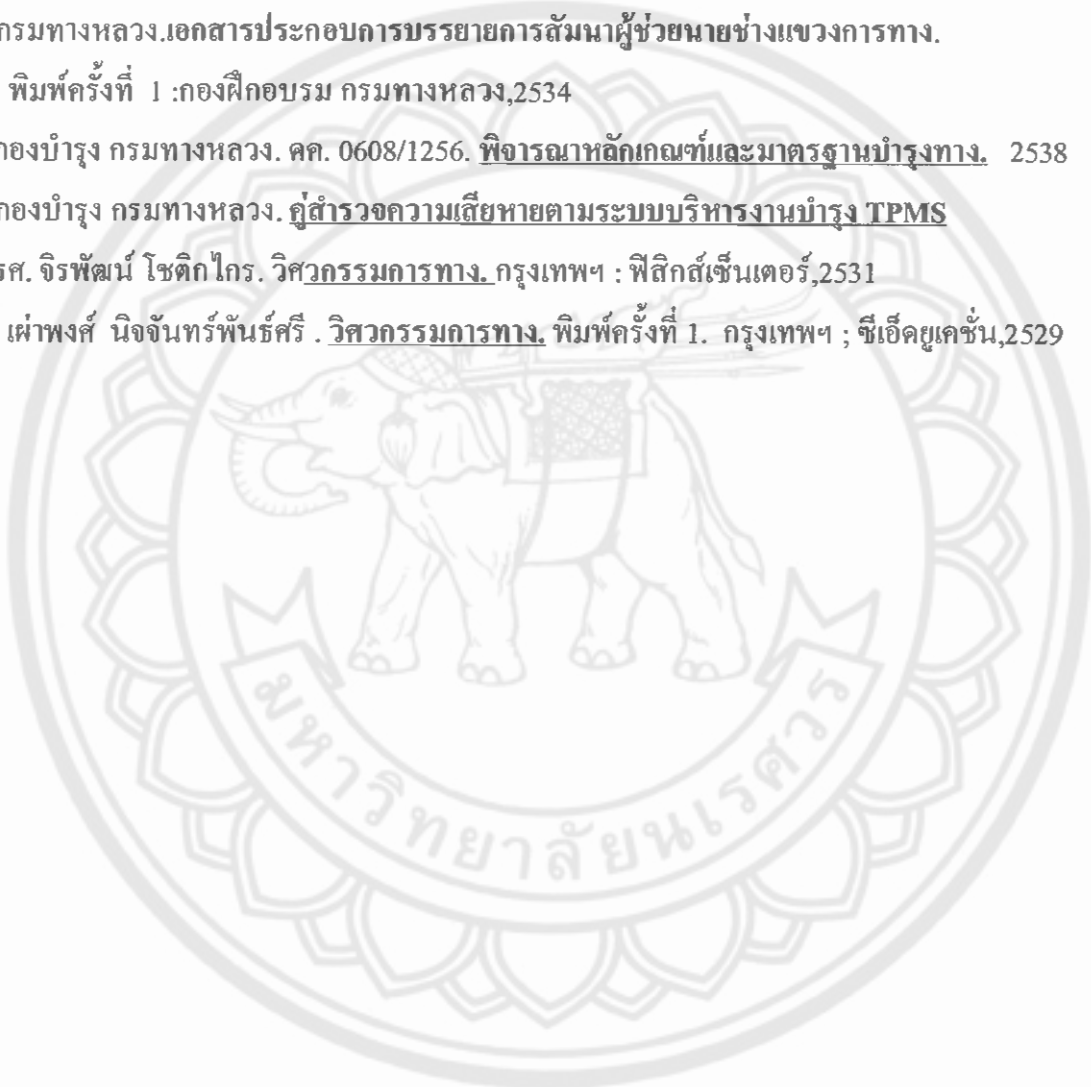 กรมทางหลวง.เอกสารประกอบการบรรยายการสัมนาผู้ช่วยนายช่างแขวงการทาง.
พิมพ์ครั้งที่ 1 :กองฝึกอบรม กรมทางหลวง,2534
กองบำรุง กรมทางหลวง. คค. 0608/1256. พิจารณาหลักเกณฑ์และมาตรฐานบำรุงทาง. 2538
กองบำรุง กรมทางหลวง. คู่สำรวจความเสียหายตามระบบบริหารงานบำรุง TPMS
รศ. จิรพัฒน์ โชติกไกร. วิศวกรรมการทาง. กรุงเทพฯ : ฟิสิกส์เซ็นเตอร์,2531
เผ่าพงศ์ นิจจันทร์พันธ์ศรี . วิศวกรรมการทาง. พิมพ์ครั้งที่ 1. กรุงเทพฯ ; ซีเอ็ดยูเคชั่น,2529
มหาวิทยาลัยนเรศวร